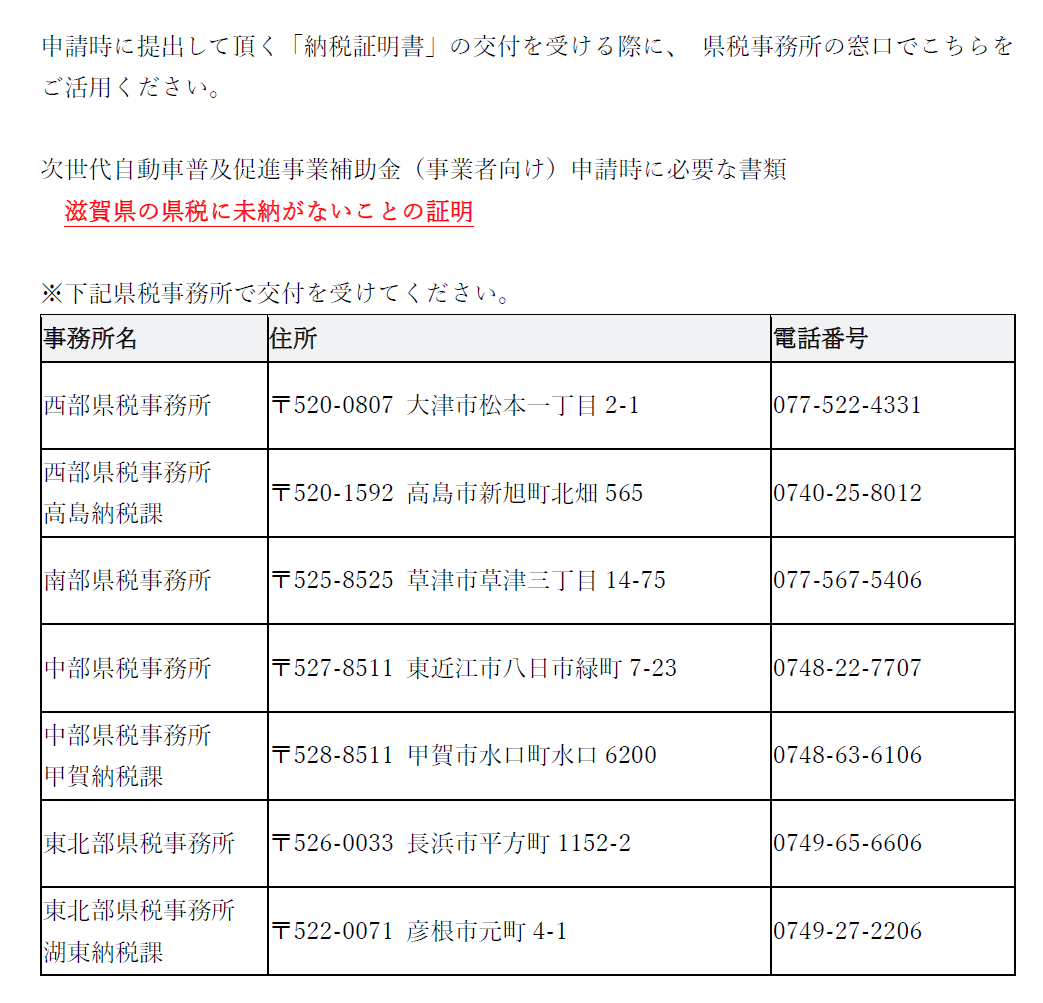 申請時に提出して頂く「納税証明書」の交付を受ける際に、 県税事務所の窓口でこちらを
ご活用ください。
次世代自動車普及促進事業補助金（事業者向け）申請時に必要な書類
滋賀県の県税に未納がないことの証明
※下記県税事務所で交付を受けてください。
事務所名 住所 電話番号
西部県税事務所 〒520-0807 大津市松本一丁目 2-1 077-522-4331
西部県税事務所
高島納税課 〒520-1592 高島市新旭町北畑 565 0740-25-8012
南部県税事務所 〒525-8525 草津市草津三丁目 14-75 077-567-5406
中部県税事務所 〒527-8511 東近江市八日市緑町 7-23 0748-22-7707
中部県税事務所
甲賀納税課 〒528-8511 甲賀市水口町水口 6200 0748-63-6106
東北部県税事務所 〒526-0033 長浜市平方町 1152-2 0749-65-6606
東北部県税事務所
湖東納税課 〒522-0071 彦根市元町 4-1 0749-27-2206